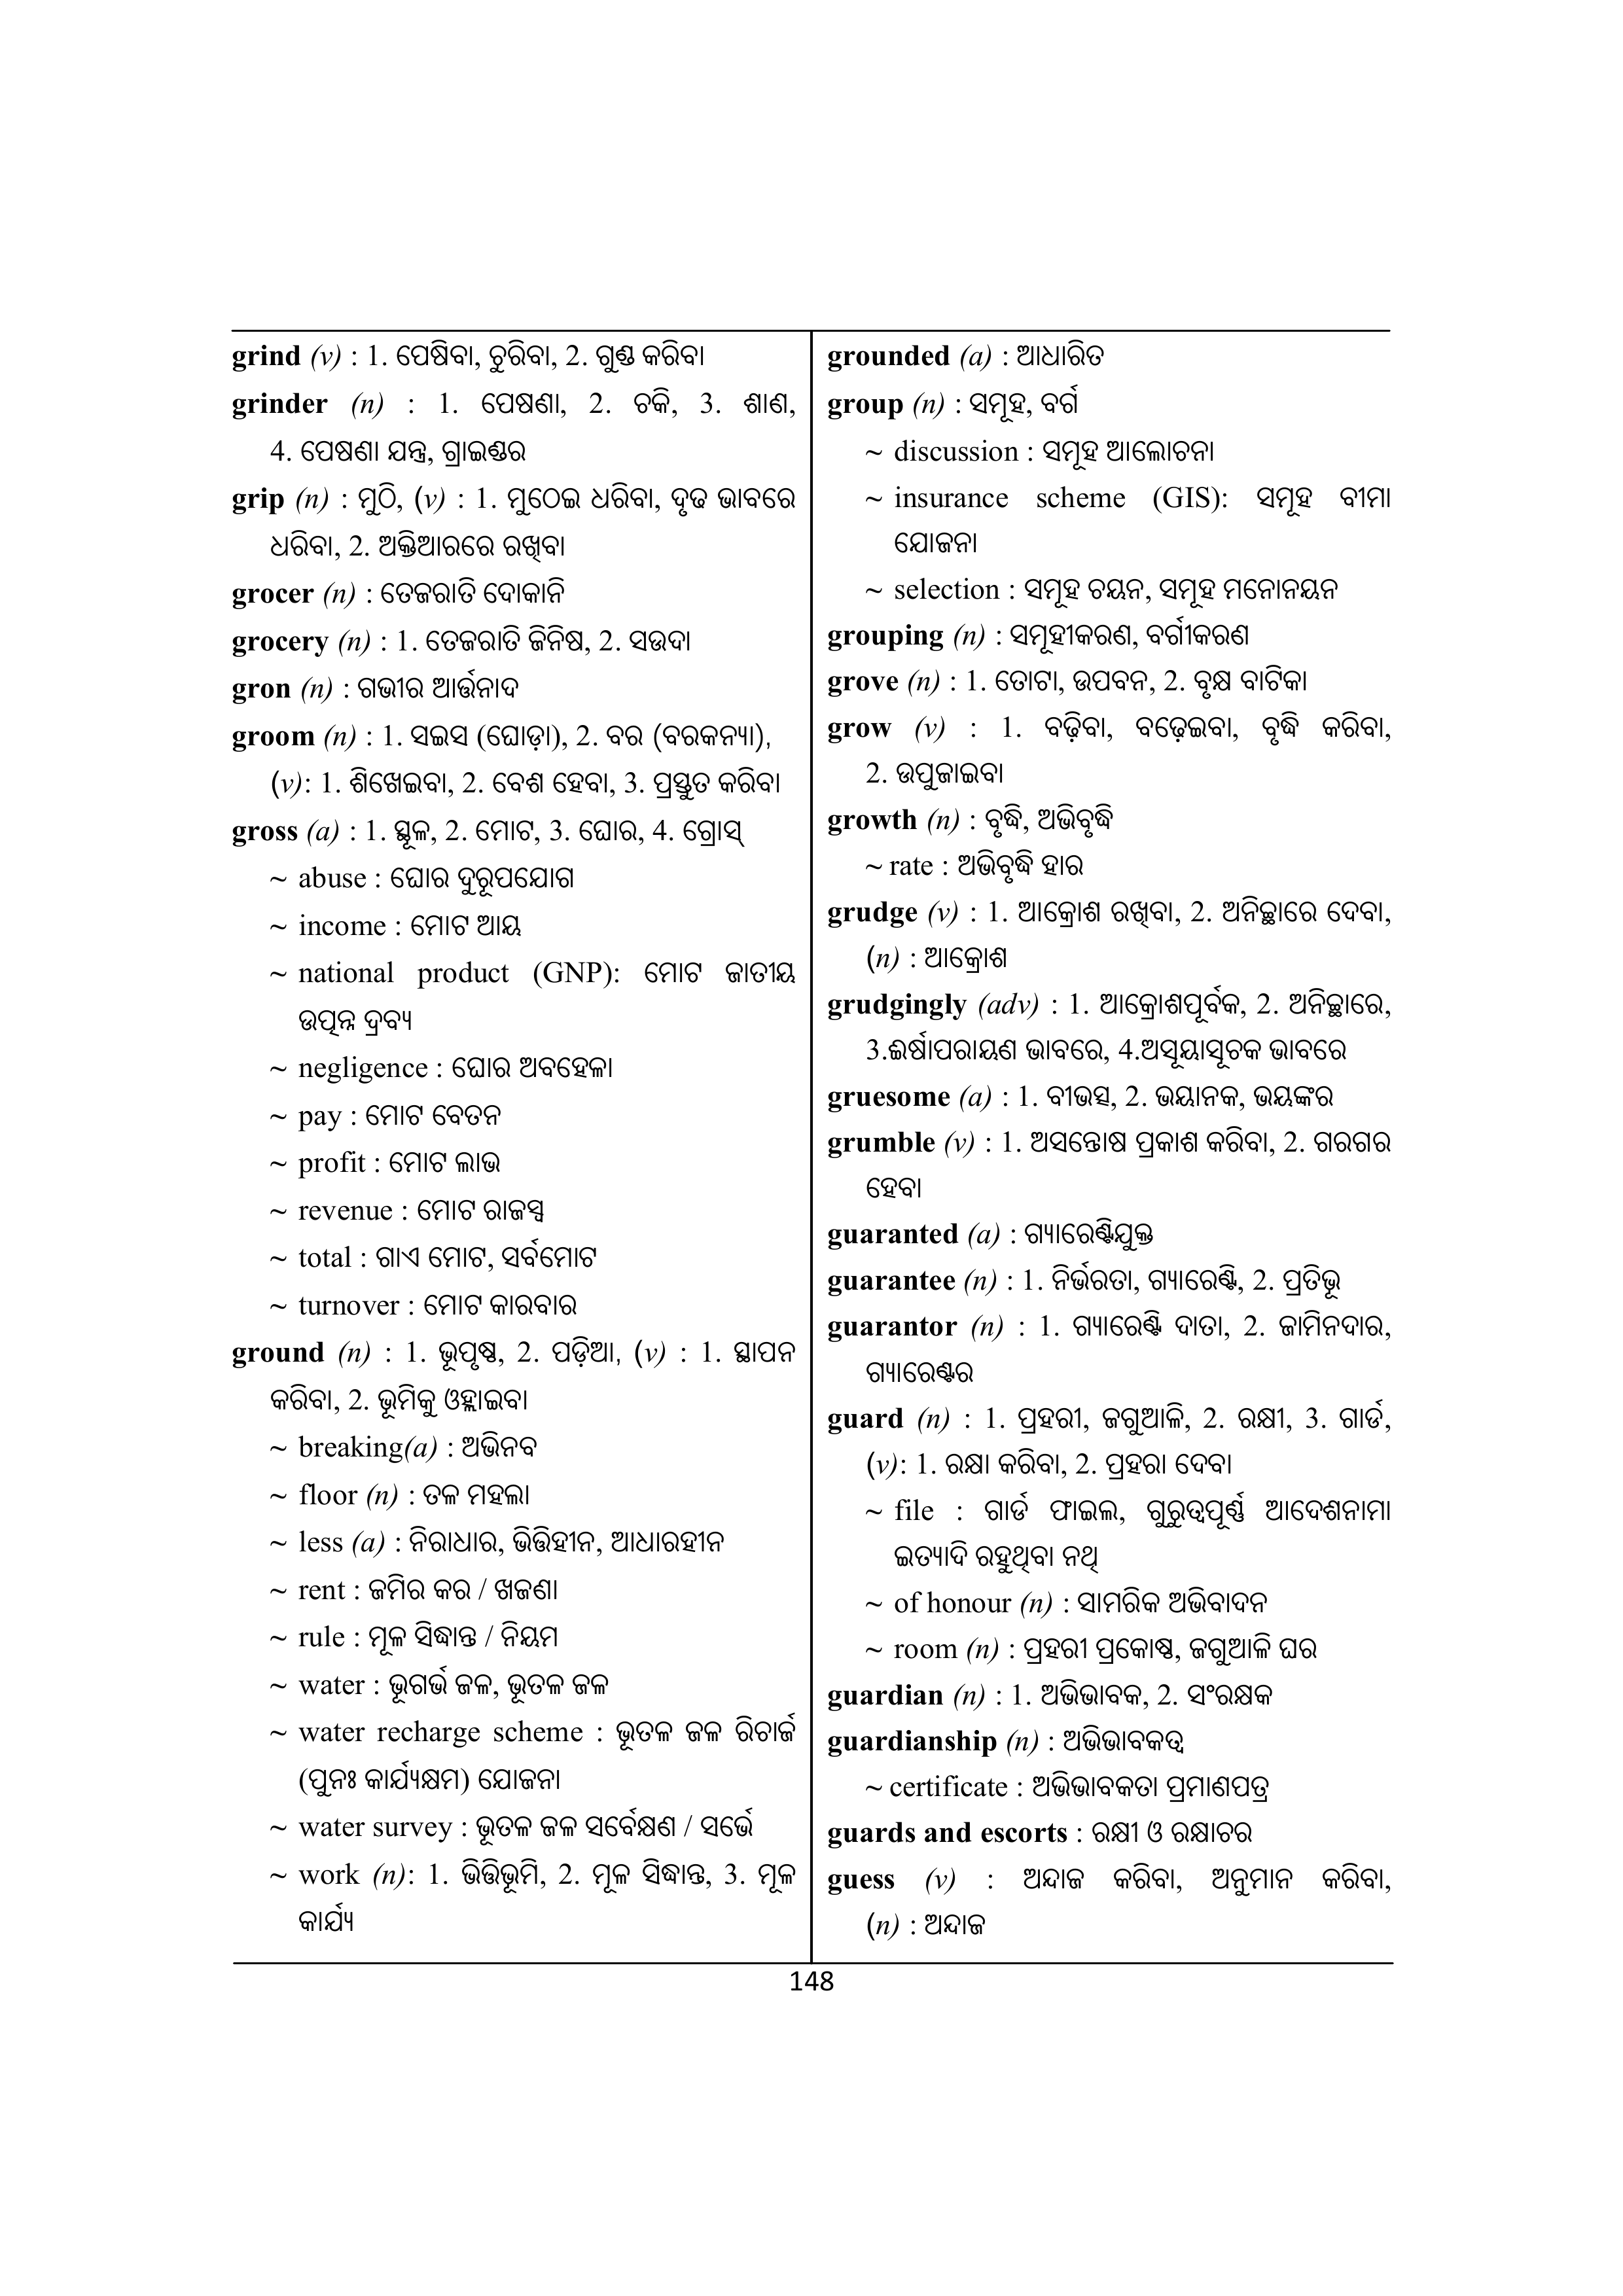 grind (v) : 1. ପେଷିବା, ଚୁରିବା, 2. ଗୁଣ୍ଡ କରିବା
grinder (n) : 1. ପେଷଣା, 2. ଚକି, 3. ଶାଣ,
4. ପେଷଣା ଯନ୍ତ୍ର, ଗ୍ରାଇଣ୍ଡର
grip (n) : ମୁଠି, (v) : 1. ମୁଠେଇ ଧରିବା, ଦୃଢ ଭାବରେ
ଧରିବା, 2. ଅକ୍ତିଆରରେ ରଖିବା
grocer (n) : ତେଜରାତି ଦୋକାନି
grocery (n) : 1. ତେଜରାତି ଜିନିଷ, 2. ସଉଦା
gron (n) : ଗଭୀର ଆର୍ତ୍ତନାଦ
groom (n) : 1. ସଇସ (ଘୋଡ଼ା), 2. ବର (ବରକନ୍ୟା),
(v): 1. ଶିଖେଇବା, 2. ବେଶ ହେବା, 3. ପ୍ରସ୍ତୁତ କରିବା
gross (a) : 1. ସ୍ଥୂଳ, 2. ମୋଟ, 3. ଘୋର, 4. ଗ୍ରୋସ୍
~ abuse : ଘୋର ଦୁରୂପଯୋଗ
~ income : ମୋଟ ଆୟ
~ national product (GNP): ମୋଟ ଜାତୀୟ
ଉତ୍ପନ୍ନ ଦ୍ରବ୍ୟ
~ negligence : ଘୋର ଅବହେଳା
~ pay : ମୋଟ ବେତନ
~ profit : ମୋଟ ଲାଭ
~ revenue : ମୋଟ ରାଜସ୍ୱ
~ total : ଗାଏ ମୋଟ, ସର୍ବମୋଟ
~ turnover : ମୋଟ କାରବାର
ground (n) : 1. ଭୂପୃଷ୍ଠ, 2. ପଡ଼ିଆ, (v) : 1. ସ୍ଥାପନ
କରିବା, 2. ଭୂମିକୁ ଓହ୍ଲାଇବା
~ breaking(a) : ଅଭିନବ
~ floor (n) : ତଳ ମହଲା
~ less (a) : ନିରାଧାର, ଭିତ୍ତିହୀନ, ଆଧାରହୀନ
~ rent : ଜମିର କର / ଖଜଣା
~ rule : ମୂଳ ସିଦ୍ଧାନ୍ତ / ନିୟମ
~ water : ଭୂଗର୍ଭ ଜଳ, ଭୂତଳ ଜଳ
~ water recharge scheme : ଭୂତଳ ଜଳ ରିଚାର୍ଜ
(ପୁନଃ କାର୍ଯ୍ୟକ୍ଷମ) ଯୋଜନା
~ water survey : ଭୂତଳ ଜଳ ସର୍ବେକ୍ଷଣ / ସର୍ଭେ
~ work (n): 1. ଭିତ୍ତିଭୂମି, 2. ମୂଳ ସିଦ୍ଧାନ୍ତ, 3. ମୂଳ
କାର୍ଯ୍ୟ
grounded (a) : ଆଧାରିତ
group (n) : ସମୂହ, ବର୍ଗ
~ discussion : ସମୂହ ଆଲୋଚନା
~ insurance scheme (GIS): ସମୂହ ବୀମା
ଯୋଜନା
~ selection : ସମୂହ ଚୟନ, ସମୂହ ମନୋନୟନ
grouping (n) : ସମୂହୀକରଣ, ବର୍ଗୀକରଣ
grove (n) : 1. ତୋଟା, ଉପବନ, 2. ବୃକ୍ଷ ବାଟିକା
grow (v) : 1. ବଢ଼ିବା, ବଢ଼େଇବା, ବୃଦ୍ଧି କରିବା,
2. ଉପୁଜାଇବା
growth (n) : ବୃଦ୍ଧି, ଅଭିବୃଦ୍ଧି
~ rate : ଅଭିବୃଦ୍ଧି ହାର
grudge (v) : 1. ଆକ୍ରୋଶ ରଖିବା, 2. ଅନିଚ୍ଛାରେ ଦେବା,
(n) : ଆକ୍ରୋଶ
grudgingly (adv) : 1. ଆକ୍ରୋଶପୂର୍ବକ, 2. ଅନିଚ୍ଛାରେ,
3.ଈର୍ଷାପରାୟଣ ଭାବରେ, 4.ଅସୂୟାସୂଚକ ଭାବରେ
gruesome (a) : 1. ବୀଭତ୍ସ, 2. ଭୟାନକ, ଭୟଙ୍କର
grumble (v) : 1. ଅସନ୍ତୋଷ ପ୍ରକାଶ କରିବା, 2. ଗରଗର
ହେବା
guaranted (a) : ଗ୍ୟାରେଣ୍ଟିଯୁକ୍ତ
guarantee (n) : 1. ନିର୍ଭରତା, ଗ୍ୟାରେଣ୍ଟି, 2. ପ୍ରତିଭୂ
guarantor (n) : 1. ଗ୍ୟାରେଣ୍ଟି ଦାତା, 2. ଜାମିନଦାର,
ଗ୍ୟାରେଣ୍ଟର
guard (n) : 1. ପ୍ରହରୀ, ଜଗୁଆଳି, 2. ରକ୍ଷୀ, 3. ଗାର୍ଡ,
(v): 1. ରକ୍ଷା କରିବା, 2. ପ୍ରହରା ଦେବା
~ file : ଗାର୍ଡ ଫାଇଲ, ଗୁରୁତ୍ୱପୂର୍ଣ୍ଣ ଆଦେଶନାମା
ଇତ୍ୟାଦି ରହୁଥିବା ନଥି
~ of honour (n) : ସାମରିକ ଅଭିବାଦନ
~ room (n) : ପ୍ରହରୀ ପ୍ରକୋଷ୍ଠ, ଜଗୁଆଳି ଘର
guardian (n) : 1. ଅଭିଭାବକ, 2. ସଂରକ୍ଷକ
guardianship (n) : ଅଭିଭାବକତ୍ୱ
~ certificate : ଅଭିଭାବକତା ପ୍ରମାଣପତ୍ର
guards and escorts : ରକ୍ଷୀ ଓ ରକ୍ଷାଚର
guess (v) : ଅନ୍ଦାଜ କରିବା, ଅନୁମାନ କରିବା,
(n) : ଅନ୍ଦାଜ
148